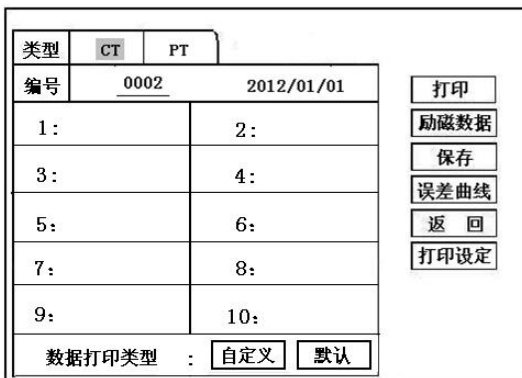 类型 CT PT
编号 0002 2012/01/01
1: 2:
3: 4:
5: 6:
7: 8:
9: 10:
数据打印类型 : 自定义 默认
打印
励磁数据
保存
误差曲线
返 回
打印设定